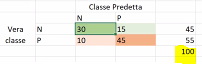 Classe Predetta
N P
Vera N 30 15 45
classe P 10 45 55
100